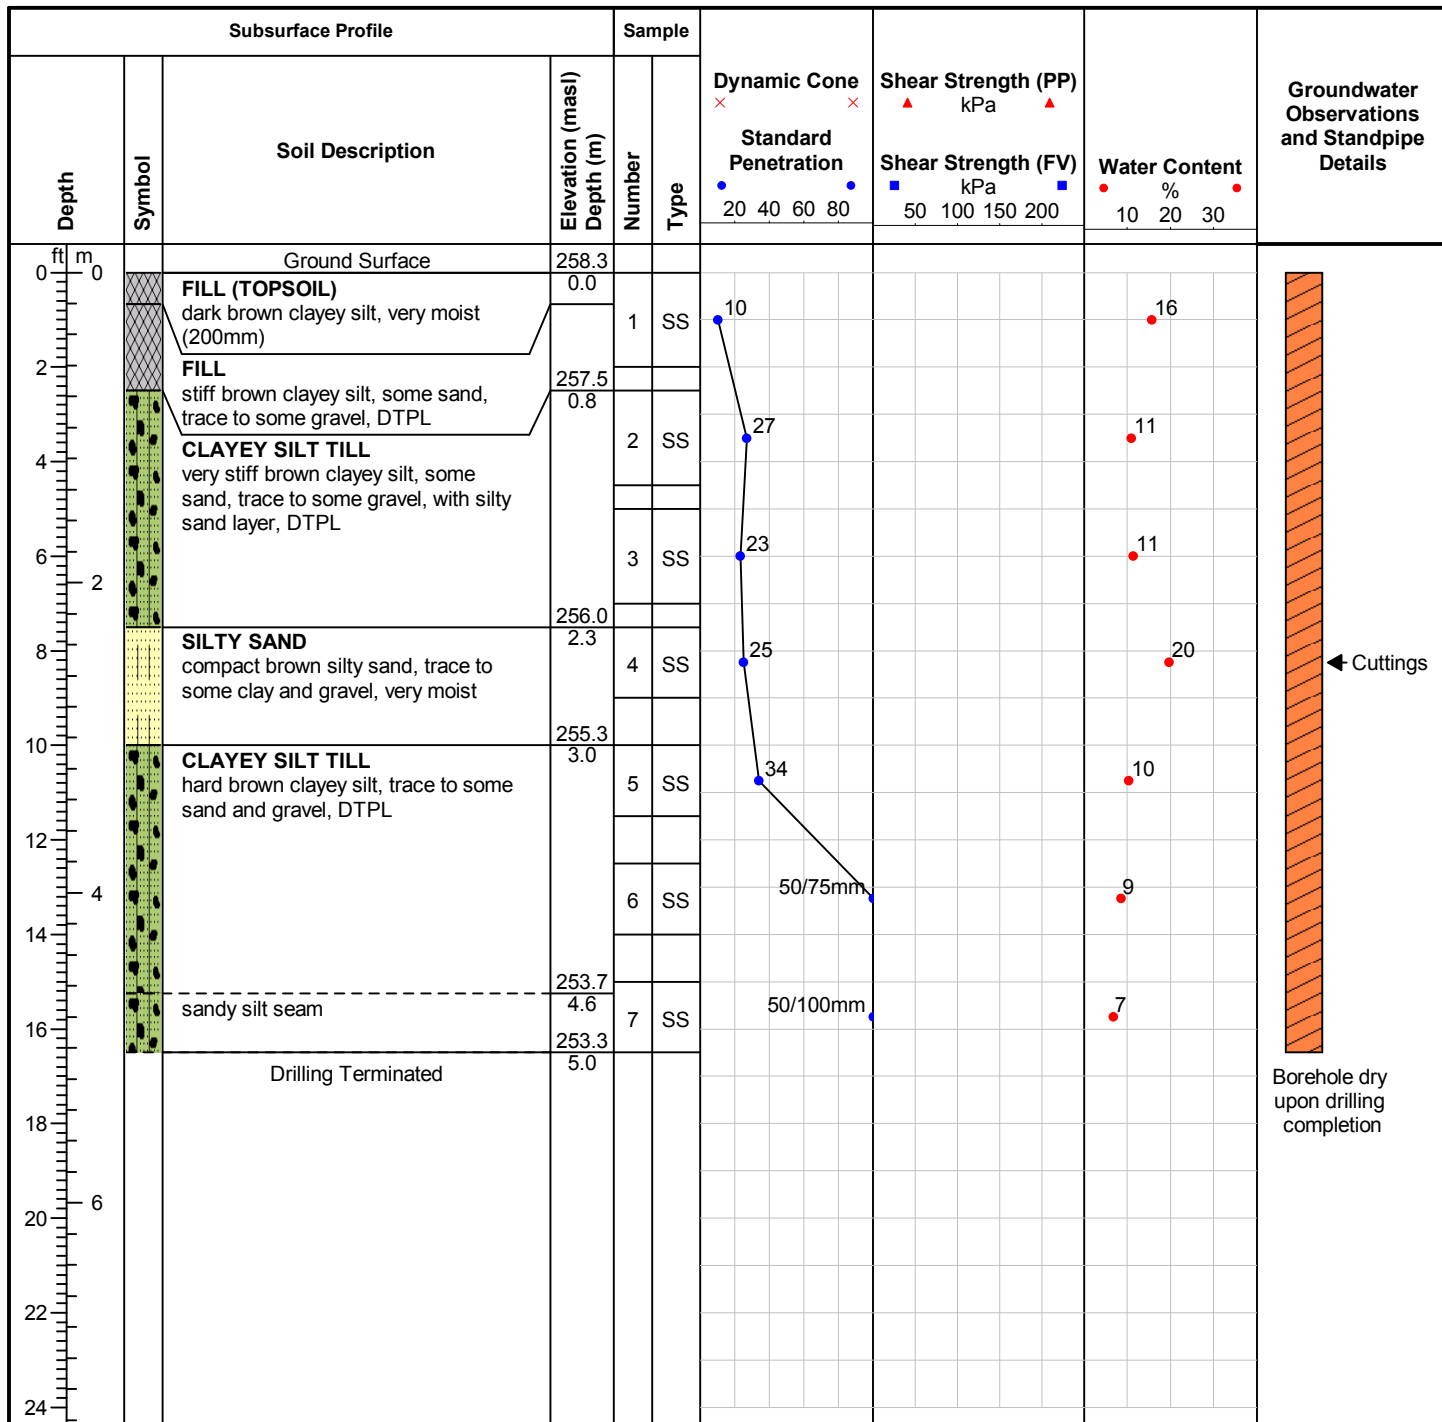 Subsurface Profile
Sample
Depth
Symbol
Soil Description
Elevation (masl)
Depth (m)
Number
Type
Dynamic Cone
Standard
Penetration
20 40 60 80
Shear Strength (PP)
kPa
Shear Strength (FV)
kPa
50 100 150 200
Water Content
%
10 20 30
Groundwater
Observations
and Standpipe
Details
ft m
0 0
2
4
6
2
8
10
12
4
14
16
18
6
20
22
24
Ground Surface
258.3
0.0
FILL (TOPSOIL)
dark brown clayey silt, very moist
(200mm)
FILL
stiff brown clayey silt, some sand,
trace to some gravel, DTPL
257.5
0.8
CLAYEY SILT TILL
very stiff brown clayey silt, some
sand, trace to some gravel, with silty
sand layer, DTPL
256.0
2.3
SILTY SAND
compact brown silty sand, trace to
some clay and gravel, very moist
255.3
3.0
CLAYEY SILT TILL
hard brown clayey silt, trace to some
sand and gravel, DTPL
253.7
4.6
sandy silt seam
253.3
5.0
Drilling Terminated
1 SS 10 16
2 SS 27 11
3 SS 23 11
4 SS 25 20
5 SS 34 10
6 SS 50/75mm 9
7 SS 50/100mm 7
Cuttings
Borehole dry
upon drilling
completion